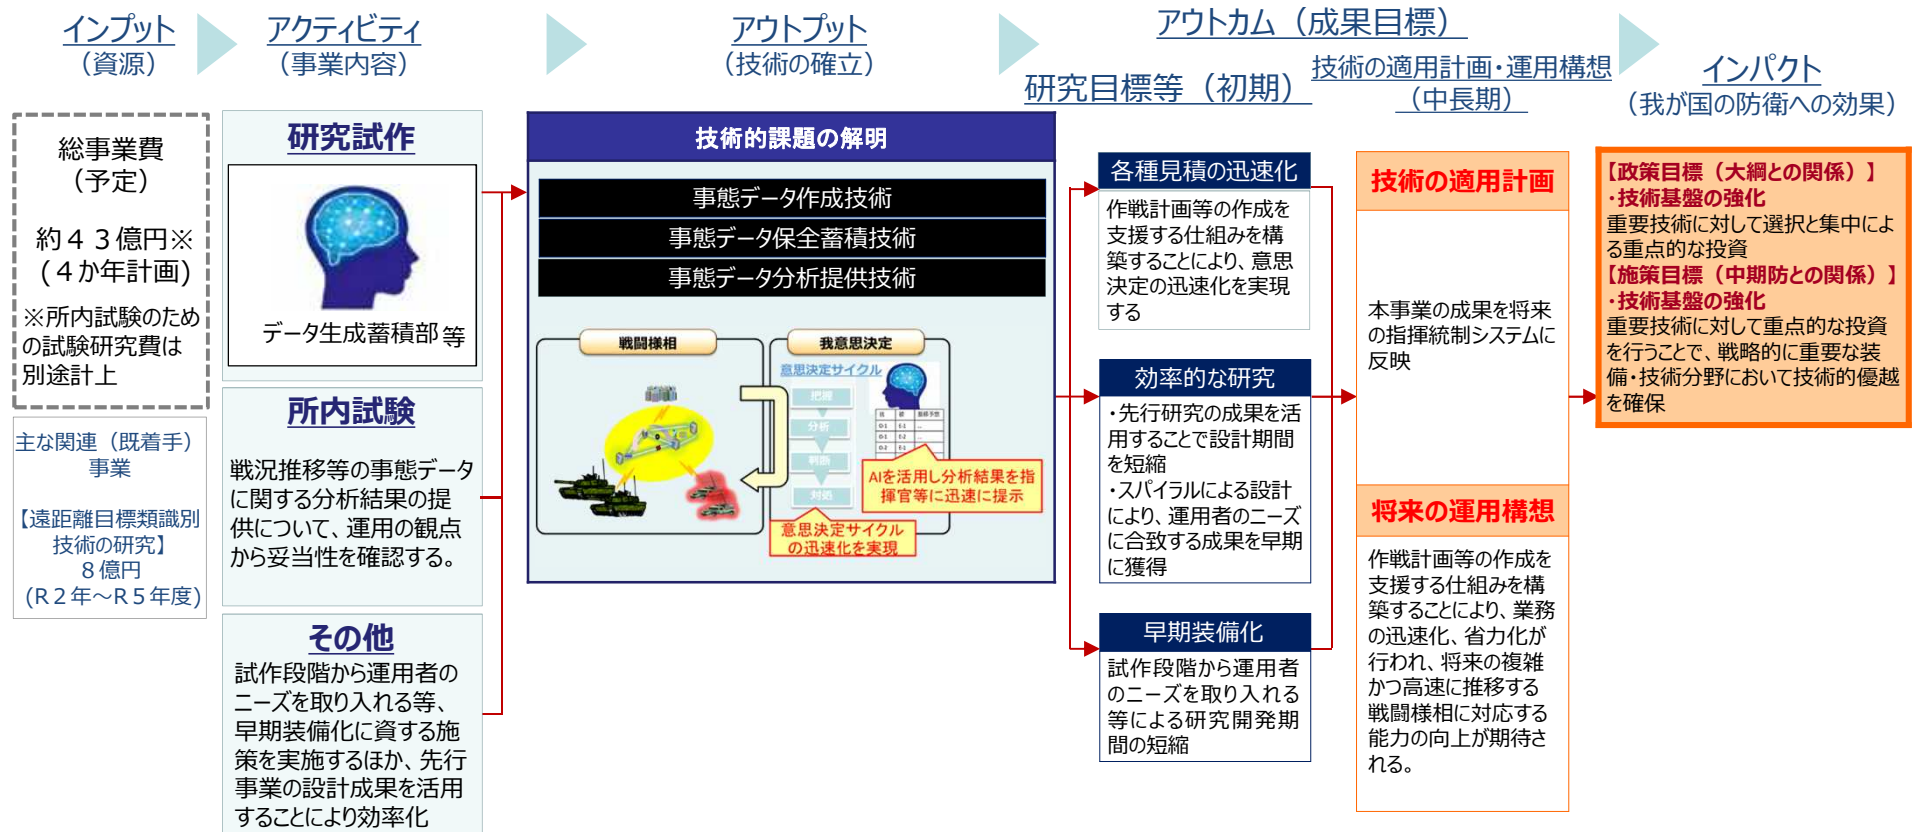 インプット
（資源）
アクティビティ
（事業内容）
アウトプット
（技術の確立）
アウトカム（成果目標）
研究目標等（初期）
技術の適用計画・運用構想
（中長期）
インパクト
（我が国の防衛への効果）
総事業費
（予定）
約４３億円※
(４か年計画)
※所内試験のため
の試験研究費は
別途計上
主な関連（既着手）
事業
【遠距離目標類識別
技術の研究】
８億円
(R２年～R５年度)
研究試作
データ生成蓄積部等
所内試験
戦況推移等の事態データ
に関する分析結果の提
供について、運用の観点
から妥当性を確認する。
その他
試作段階から運用者の
ニーズを取り入れる等、
早期装備化に資する施
策を実施するほか、先行
事業の設計成果を活用
することにより効率化
技術的課題の解明
事態データ作成技術
事態データ保全蓄積技術
事態データ分析提供技術
戦闘様相
我意思決定
意思決定サイクル
把握
分析
判断
対処
AIを活用し分析結果を指
揮官等に迅速に提示
意思決定サイクル
の迅速化を実現
各種見積の迅速化
作戦計画等の作成を
支援する仕組みを構
築することにより、意思
決定の迅速化を実現
する
効率的な研究
・先行研究の成果を活
用することで設計期間
を短縮
・スパイラルによる設計
により、運用者のニーズ
に合致する成果を早期
に獲得
早期装備化
試作段階から運用者
のニーズを取り入れる
等による研究開発期
間の短縮
技術の適用計画
本事業の成果を将来
の指揮統制システムに
反映
将来の運用構想
作戦計画等の作成を
支援する仕組みを構
築することにより、業務
の迅速化、省力化が
行われ、将来の複雑
かつ高速に推移する
戦闘様相に対応する
能力の向上が期待さ
れる。
【政策目標（大綱との関係）】
・技術基盤の強化
重要技術に対して選択と集中によ
る重点的な投資
【施策目標（中期防との関係）】
・技術基盤の強化
重要技術に対して重点的な投資
を行うことで、戦略的に重要な装
備・技術分野において技術的優越
を確保